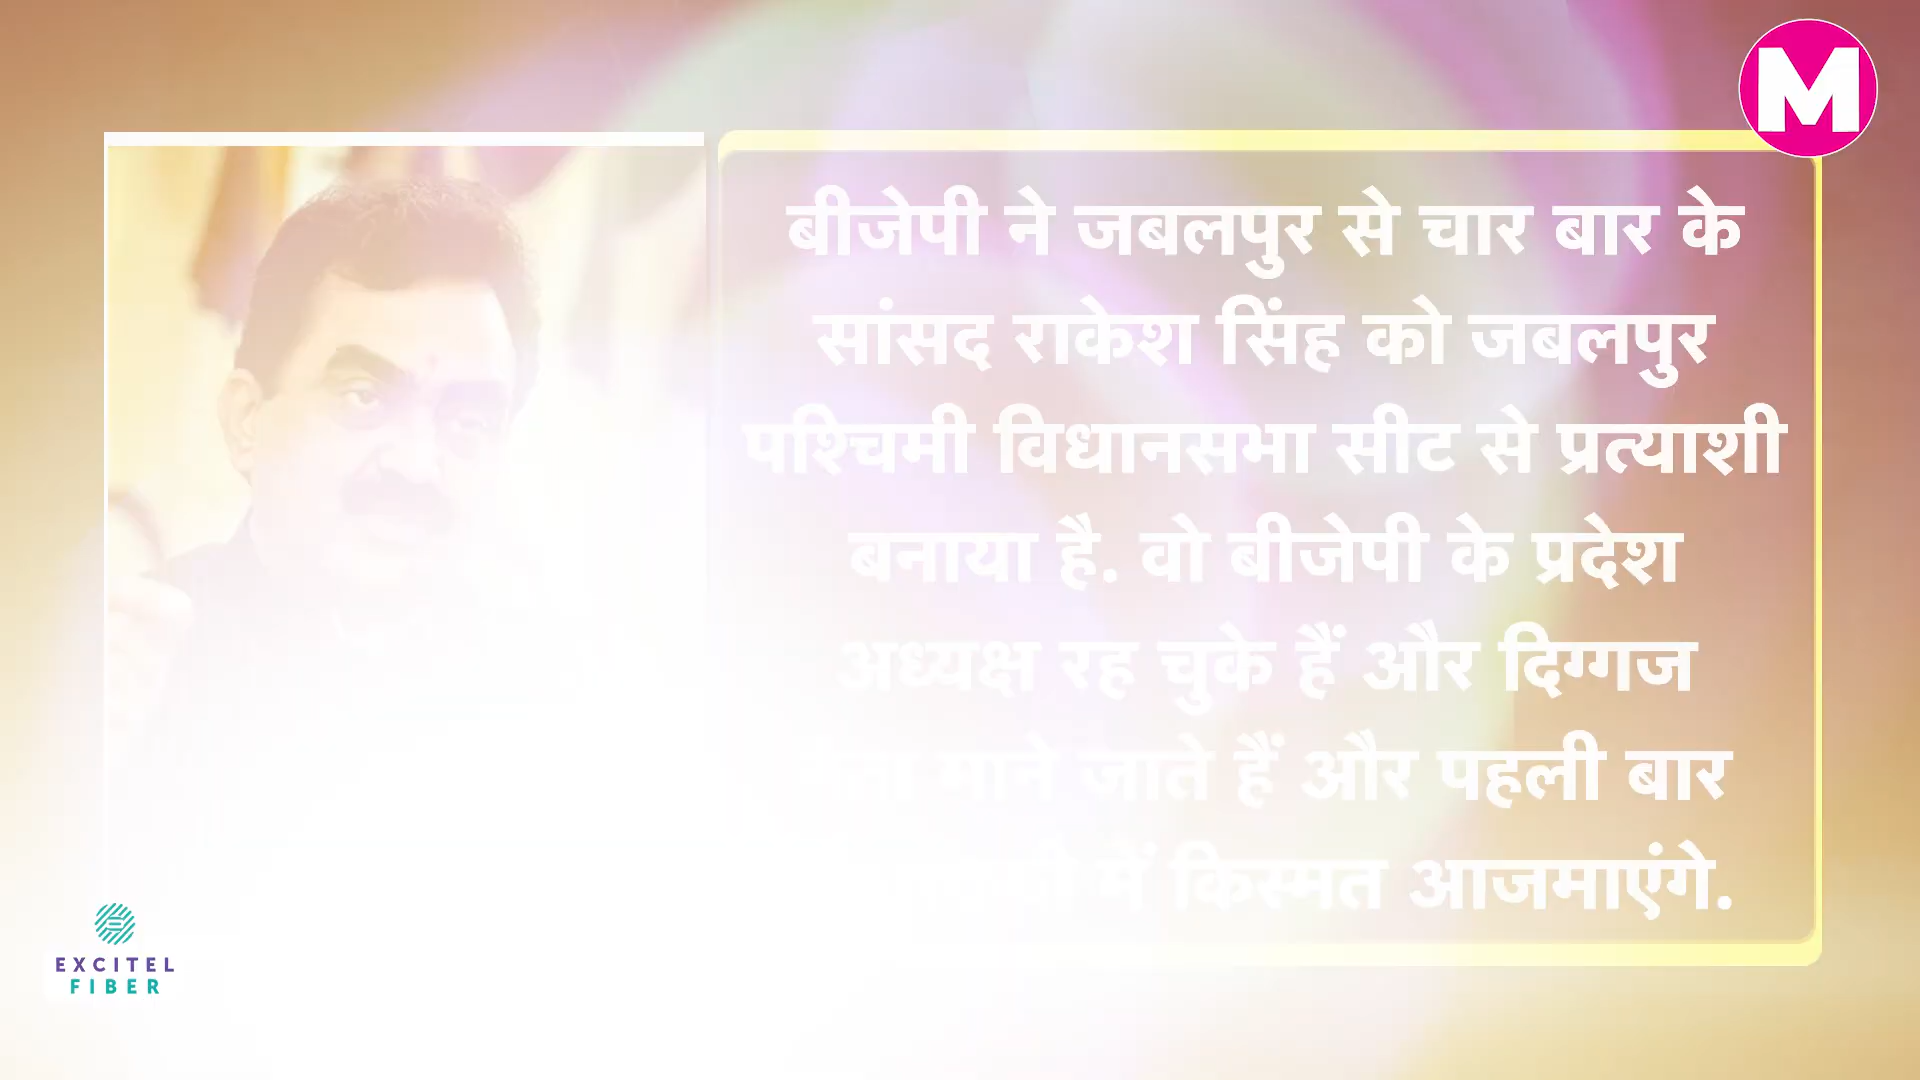 M
बीजेपी ने जबलपुर से चार बार के
सांसद राकेश सिंह को जबलपुर
पश्चिमी विधानसभा सीट से प्रत्याशी
बनाया है. वो बीजेपी के प्रदेश
अध्यक्ष रह चुके हैं और दिग्गज
माने जाते हैं और पहली बार
में किस्मत आजमाएंगे.
EXCITEL
FIBER